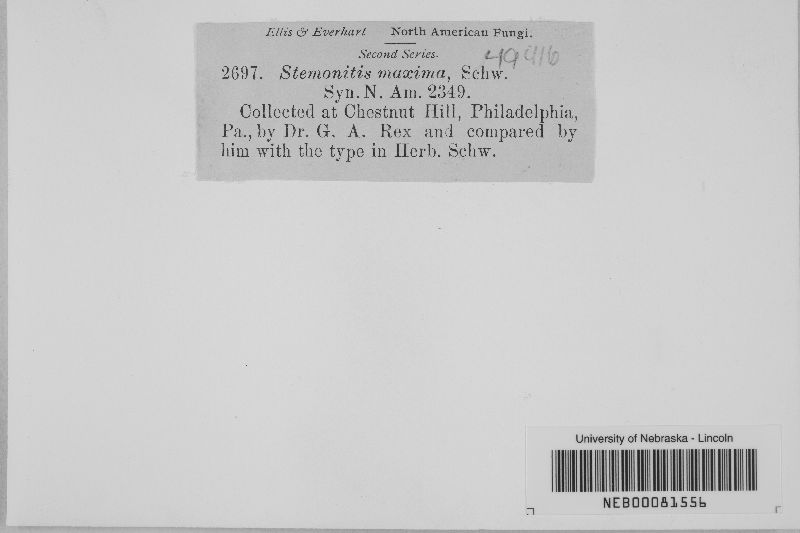 Ellis & Everhart North American Fungi.
Second Series.
49416
2697. Stemonitis maxima, Schw.
Syn. N. Am. 2349.
Collected at Chestnut Hill, Philadelphia,
Pa., by Dr. G. A. Rex and compared by
him with the type in Herb. Schw.
University of Nebraska - Lincoln
NEB00081556